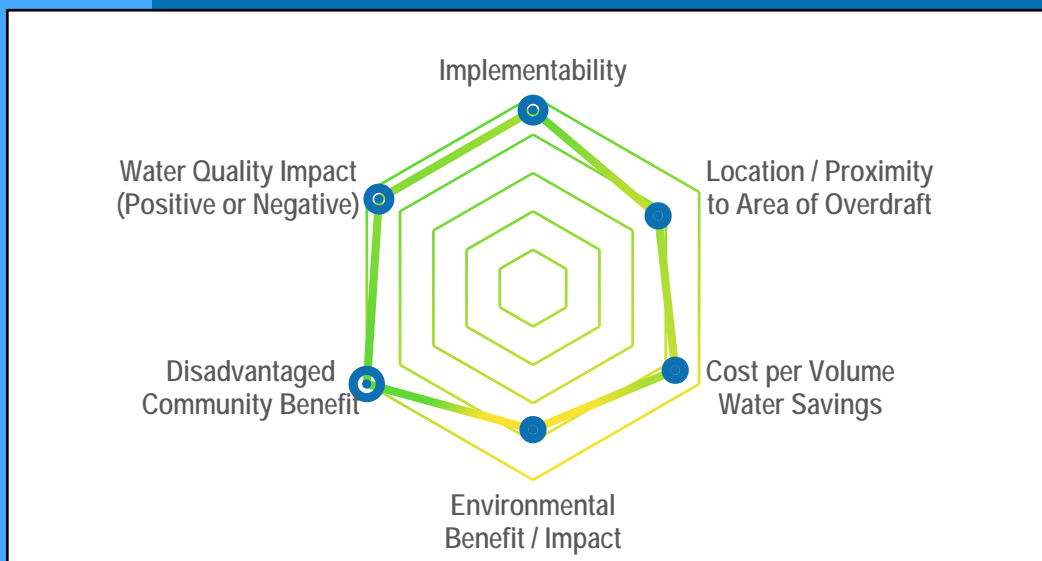 Implementability
Water Quality Impact
(Positive or Negative)
Location / Proximity
to Area of Overdraft
Disadvantaged
Community Benefit
Cost per Volume
Water Savings
Environmental
Benefit / Impact